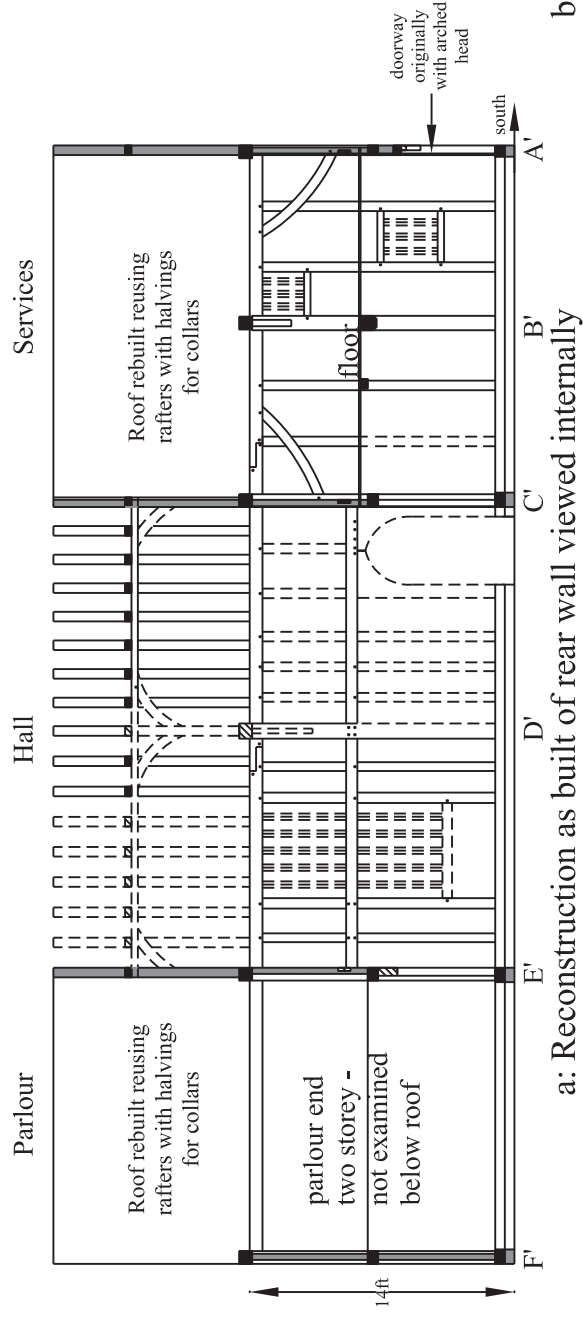 Parlour
Hall
Services
Roof rebuilt reusing
rafters with halvings
for collars
Roof rebuilt reusing
rafters with halvings
for collars
parlour end
two storey -
not examined
below roof
floor
doorway
originally
with arched
head
south
14ft
F'
E'
D'
C'
B'
A'
a: Reconstruction as built of rear wall viewed internally
b